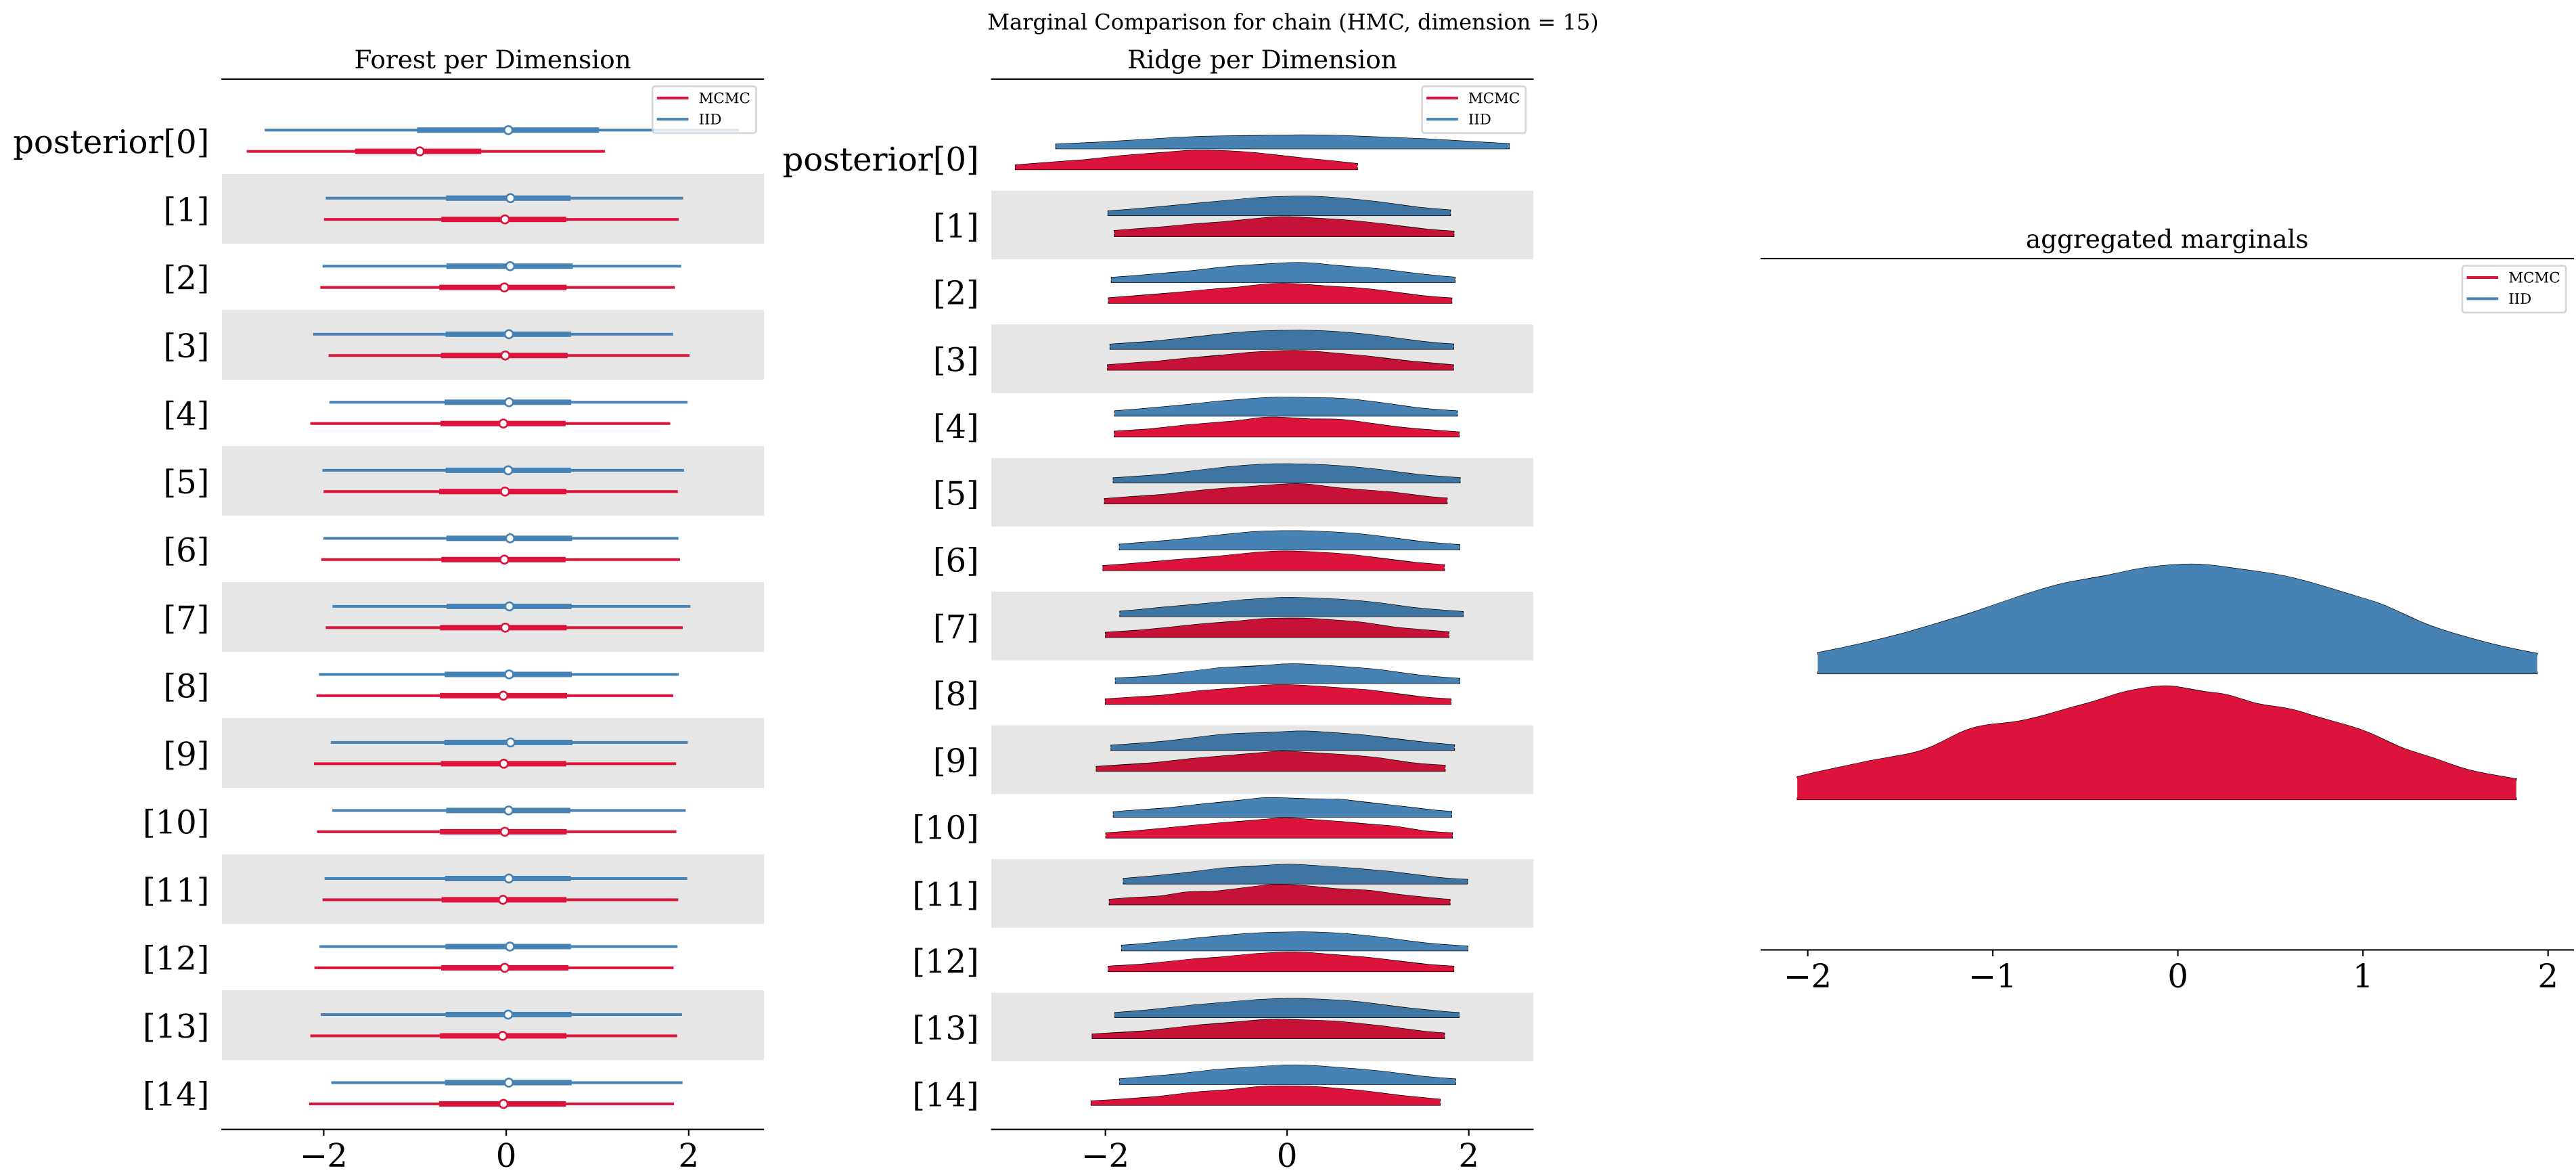 Marginal Comparison for chain (HMC, dimension = 15)
Forest per Dimension
MCMC
IID
posterior[0]
[1]
[2]
[3]
[4]
[5]
[6]
[7]
[8]
[9]
[10]
[11]
[12]
[13]
[14]
−2 0 2
Ridge per Dimension
MCMC
IID
posterior[0]
[1]
[2]
[3]
[4]
[5]
[6]
[7]
[8]
[9]
[10]
[11]
[12]
[13]
[14]
−2 0 2
aggregated marginals
MCMC
IID
−2 −1 0 1 2